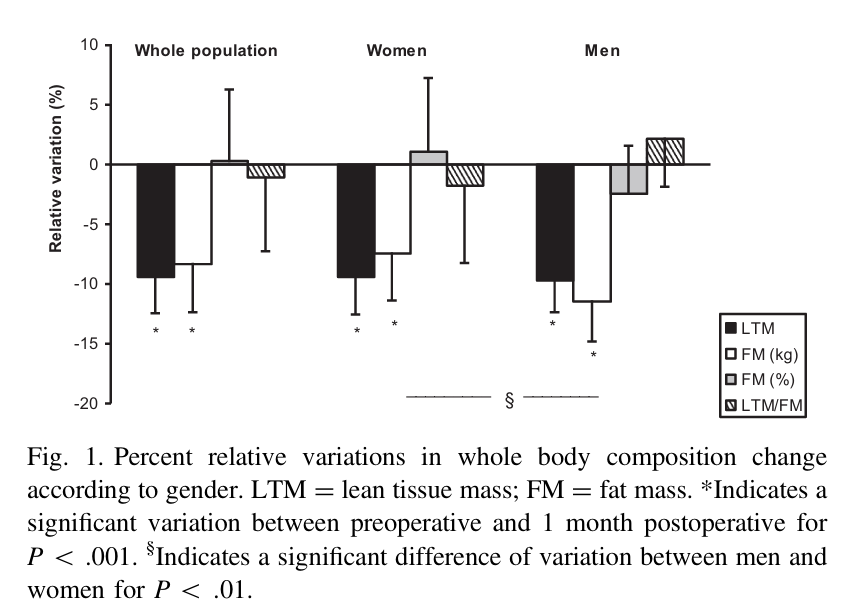 Whole population Women Men
Relative variation (%)
10
5
0
-5
-10
-15
-20
* * * * * *
§
LTM
FM (kg)
FM (%)
LTM/FM
Fig. 1. Percent relative variations in whole body composition change
according to gender. LTM = lean tissue mass; FM = fat mass. *Indicates a
significant variation between preoperative and 1 month postoperative for
P < .001. §Indicates a significant difference of variation between men and
women for P < .01.